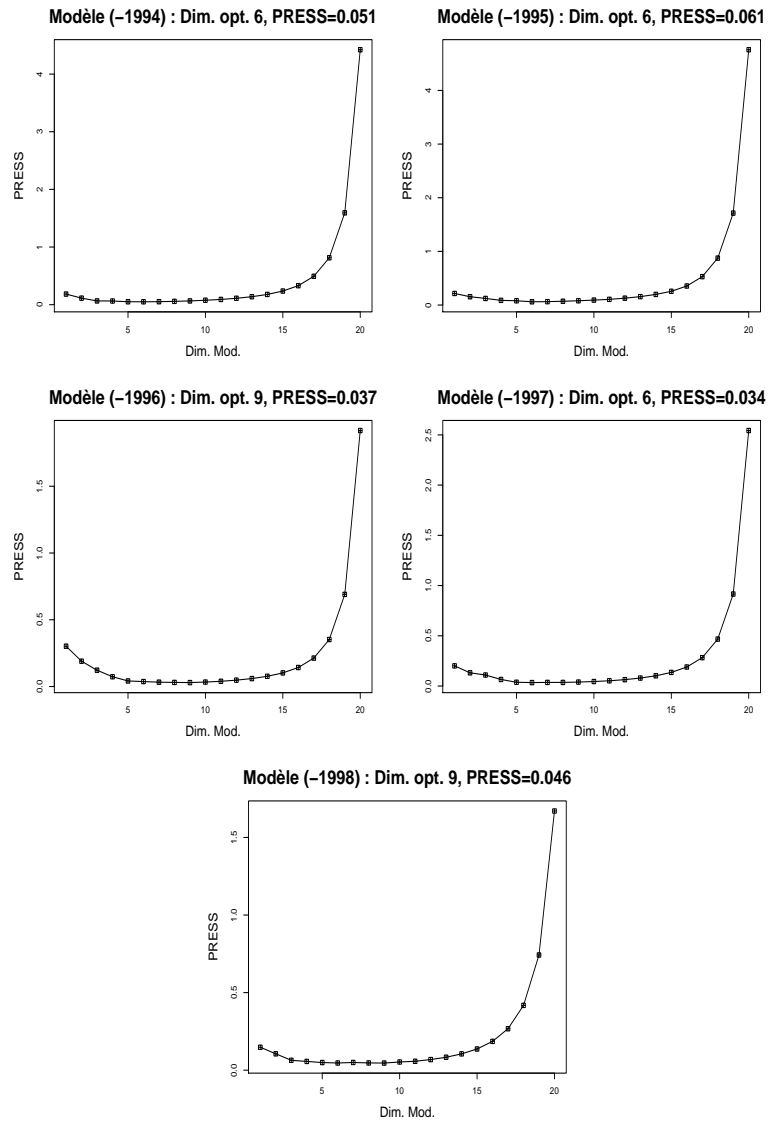 Modèle (−1994) : Dim. opt. 6, PRESS=0.051
PRESS
0 1 2 3 4
5 10 15 20
Dim. Mod.
Modèle (−1995) : Dim. opt. 6, PRESS=0.061
PRESS
0 1 2 3 4
5 10 15 20
Dim. Mod.
Modèle (−1996) : Dim. opt. 9, PRESS=0.037
PRESS
0.0 0.5 1.0 1.5
5 10 15 20
Dim. Mod.
Modèle (−1997) : Dim. opt. 6, PRESS=0.034
PRESS
0.0 0.5 1.0 1.5 2.0 2.5
5 10 15 20
Dim. Mod.
Modèle (−1998) : Dim. opt. 9, PRESS=0.046
PRESS
0.0 0.5 1.0 1.5
5 10 15 20
Dim. Mod.